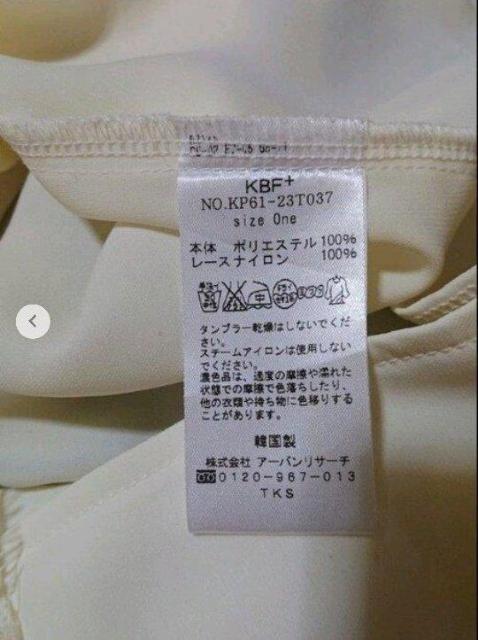 KBF+
NO.KP61-23T037
size One
本体 ポリエステル 100%
レースナイロン 100%
タンブラー乾燥はしないでくだ
さい。
スチームアイロンは使用しない
でください。
濃色品は、過度の摩擦や濡れた
状態での摩擦で色落ちしたり、
他の衣類や持ち物に色移りする
ことがあります。
韓国製
株式会社 アーバンリサーチ
0120-967-013
TKS